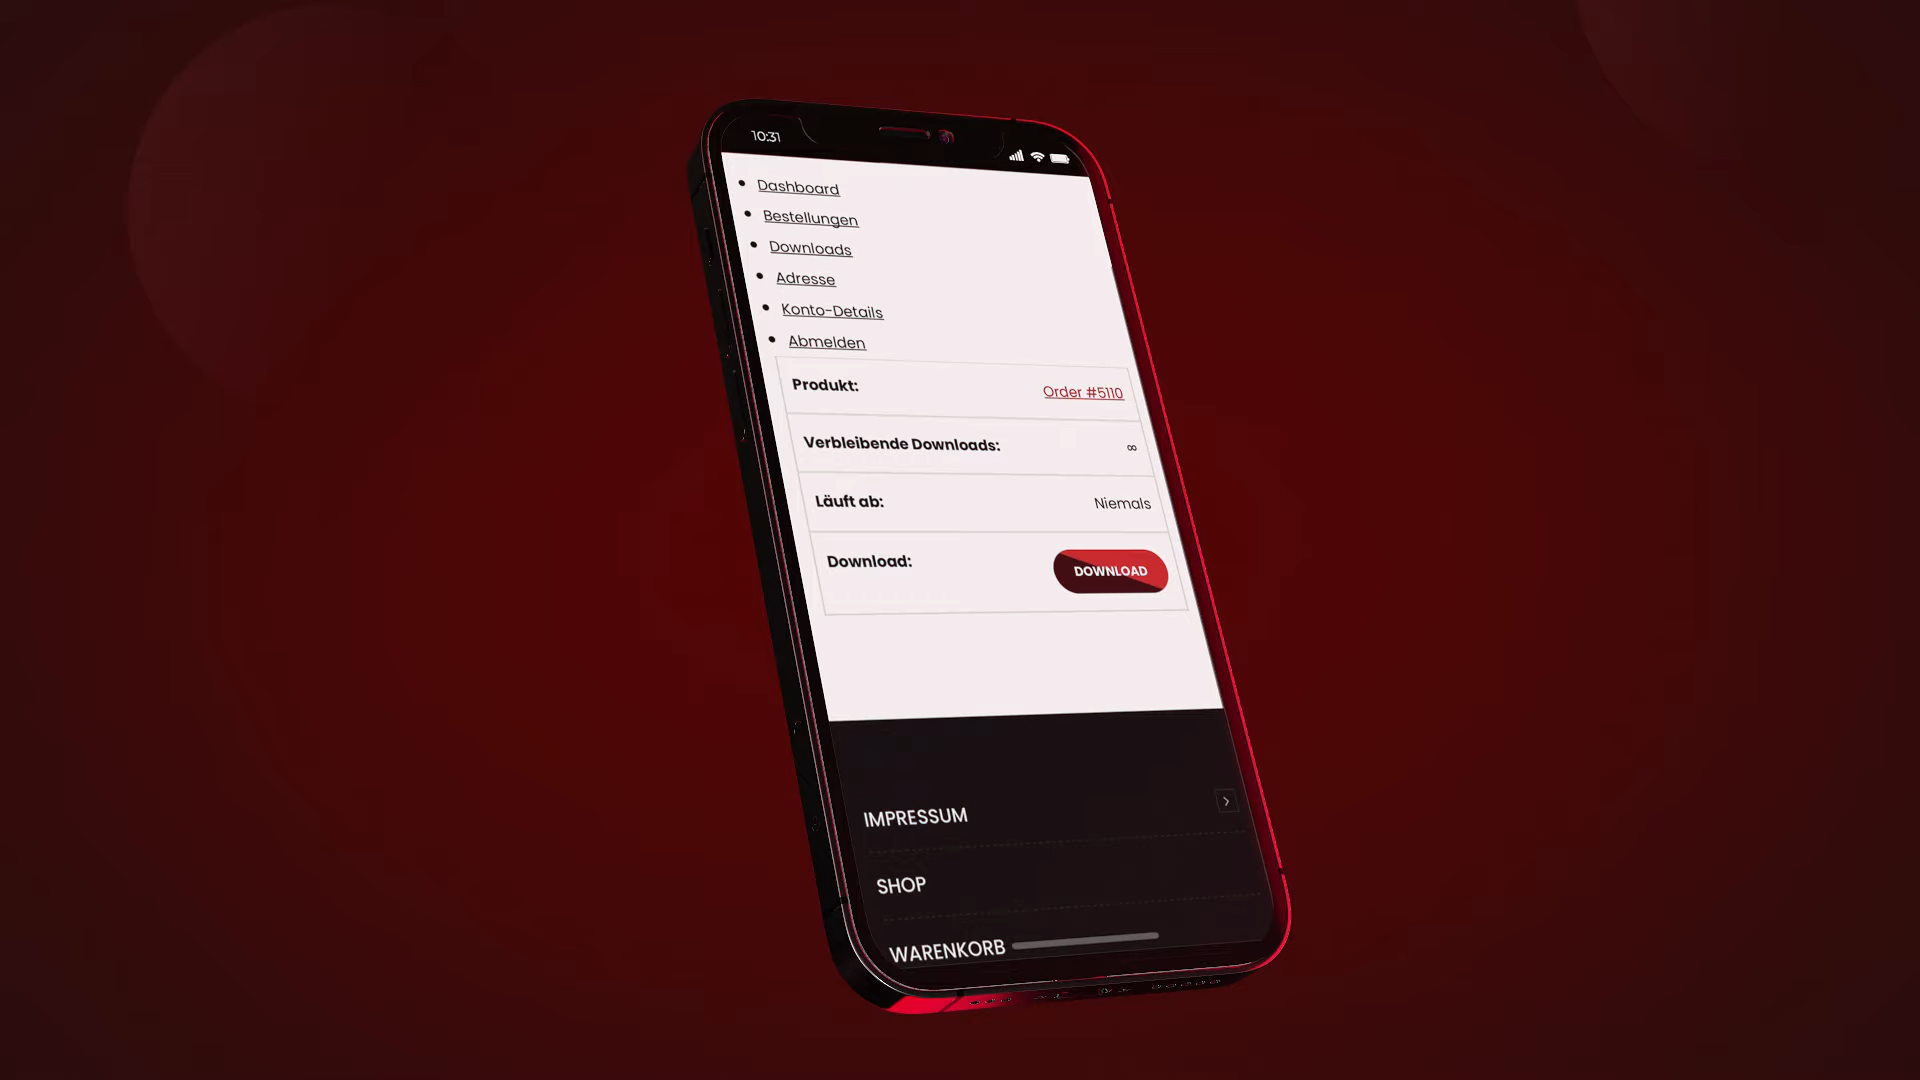 10:31
Dashboard
Bestellungen
Downloads
Adresse
Konto-Details
Abmelden
Produkt: Order #5110
Verbleibende Downloads: ∞
Läuft ab: Niemals
Download: DOWNLOAD
IMPRESSUM
SHOP
WARENKORB